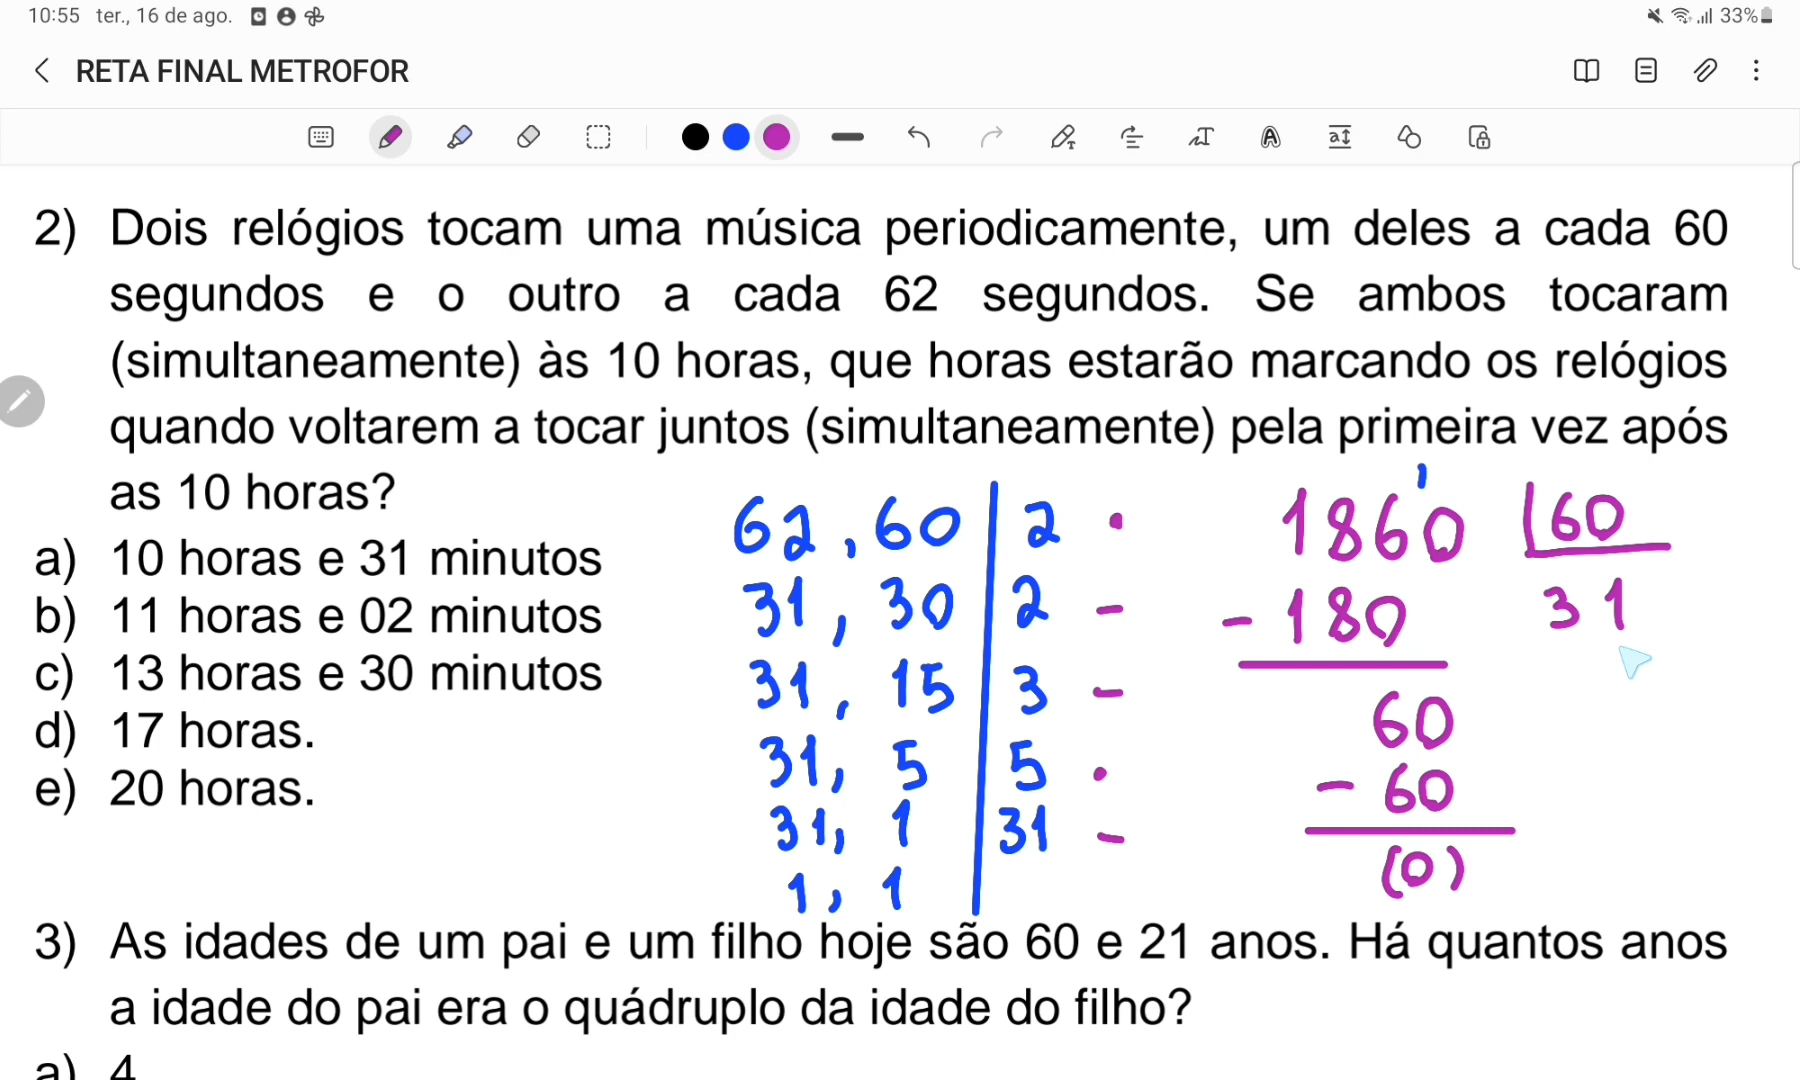 10:55 ter., 16 de ago.
33%
RETA FINAL METROFOR
2) Dois relógios tocam uma música periodicamente, um deles a cada 60
segundos e o outro a cada 62 segundos. Se ambos tocaram
(simultaneamente) às 10 horas, que horas estarão marcando os relógios
quando voltarem a tocar juntos (simultaneamente) pela primeira vez após
as 10 horas?
a) 10 horas e 31 minutos
b) 11 horas e 02 minutos
c) 13 horas e 30 minutos
d) 17 horas.
e) 20 horas.
62, 60 | 2 ·
31, 30 | 2 -
31, 15 | 3 -
31, 5 | 5 ·
31, 1 | 31 -
1, 1
186'0 | 60
- 180 31
60
- 60
(0)
3) As idades de um pai e um filho hoje são 60 e 21 anos. Há quantos anos
a idade do pai era o quádruplo da idade do filho?
a) 4